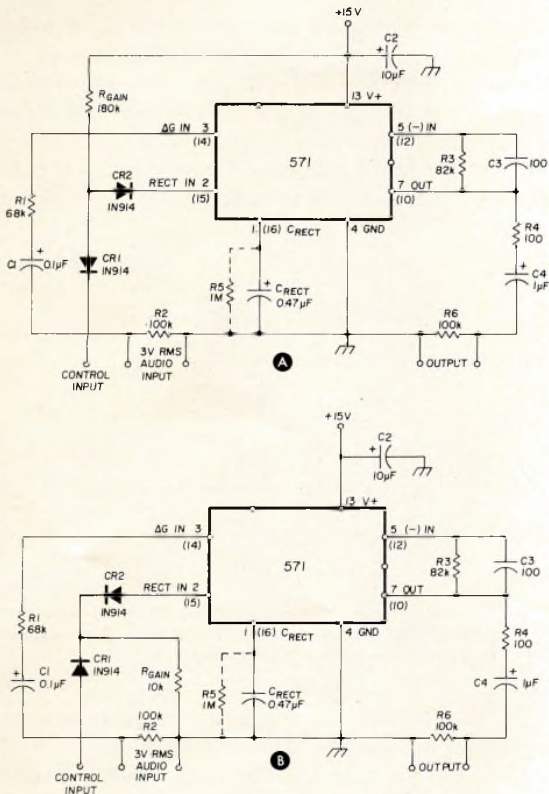 +15V
C2
+
10µF
RGAIN
180k
13 V+
ΔG IN 3
(14)
5 (-) IN
(12)
571
R3
82k
C3
100
CR2
1N914
RECT IN 2
(15)
7 OUT
(10)
R1
68k
1 (16) CRECT
4 GND
R4
100
CR1
1N914
+
C1
0.1µF
R5
1M
+
CRECT
0.47µF
+
C4
1µF
R2
100k
R6
100k
A
CONTROL
INPUT
3V RMS
AUDIO
INPUT
OUTPUT
+15V
C2
+
10µF
13 V+
ΔG IN 3
(14)
5 (-) IN
(12)
571
R3
82k
C3
100
CR2
1N914
RECT IN 2
(15)
7 OUT
(10)
R1
68k
1 (16) CRECT
4 GND
R4
100
CR1
1N914
RGAIN
10k
+
C1
0.1µF
R5
1M
CRECT
0.47µF
+
C4
1µF
100k
R2
R6
100k
B
CONTROL
INPUT
3V RMS
AUDIO
INPUT
OUTPUT